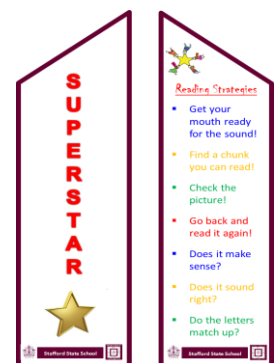 SUPERSTAR
Stafford State School
Reading Strategies
Get your
mouth ready
for the sound!
Find a chunk
you can read!
Check the
picture!
Go back and
read it again!
Does it make
sense?
Does it sound
right?
Do the letters
match up?
Stafford State School